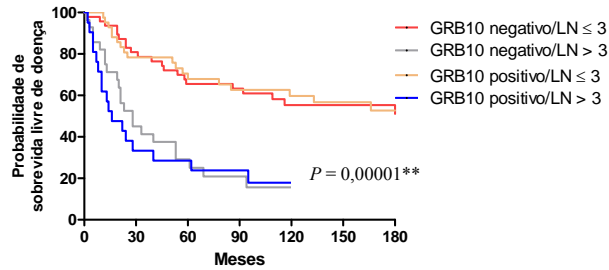 Probabilidade de
sobrevida livre de doença
100
80
60
40
20
0
0 30 60 90 120 150 180
Meses
P = 0,00001**
GRB10 negativo/LN ≤ 3
GRB10 negativo/LN > 3
GRB10 positivo/LN ≤ 3
GRB10 positivo/LN > 3